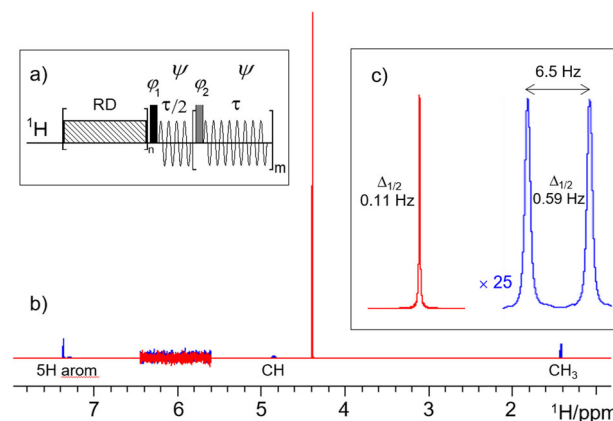 a)
φ1
ψ
φ2
ψ
RD
τ/2
τ
1H
n
m
c)
6.5 Hz
Δ1/2
0.11 Hz
Δ1/2
0.59 Hz
× 25
b)
5H arom
CH
CH3
7
6
5
4
3
2
1H/ppm